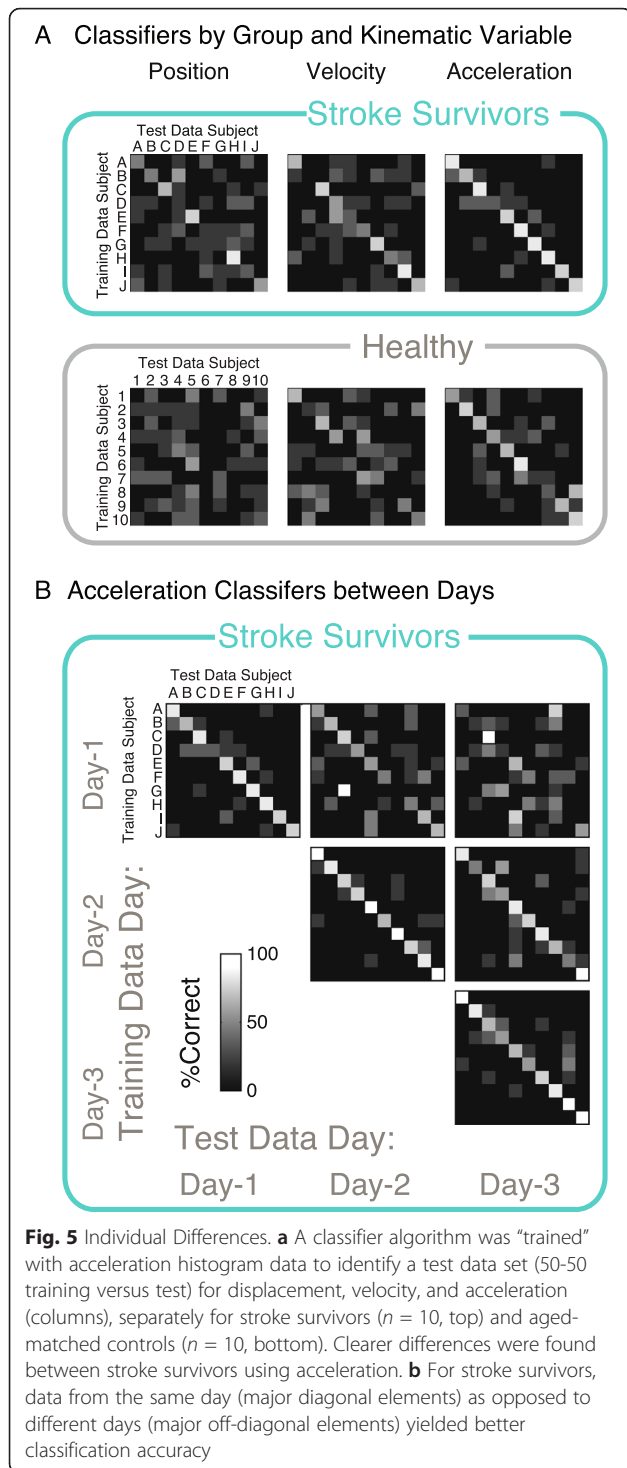 A Classifiers by Group and Kinematic Variable
Position Velocity Acceleration
Stroke Survivors
Test Data Subject
A B C D E F G H I J
Training Data Subject
A
B
C
D
E
F
G
H
I
J
Healthy
Test Data Subject
1 2 3 4 5 6 7 8 9 10
Training Data Subject
1
2
3
4
5
6
7
8
9
10
B Acceleration Classifers between Days
Stroke Survivors
Test Data Subject
A B C D E F G H I J
Training Data Subject
A
B
C
D
E
F
G
H
I
J
Day-1
Day-2
Day-3
Training Data Day:
%Correct
100
50
0
Test Data Day:
Day-1 Day-2 Day-3
Fig. 5 Individual Differences. a A classifier algorithm was “trained”
with acceleration histogram data to identify a test data set (50-50
training versus test) for displacement, velocity, and acceleration
(columns), separately for stroke survivors (n = 10, top) and aged-
matched controls (n = 10, bottom). Clearer differences were found
between stroke survivors using acceleration. b For stroke survivors,
data from the same day (major diagonal elements) as opposed to
different days (major off-diagonal elements) yielded better
classification accuracy